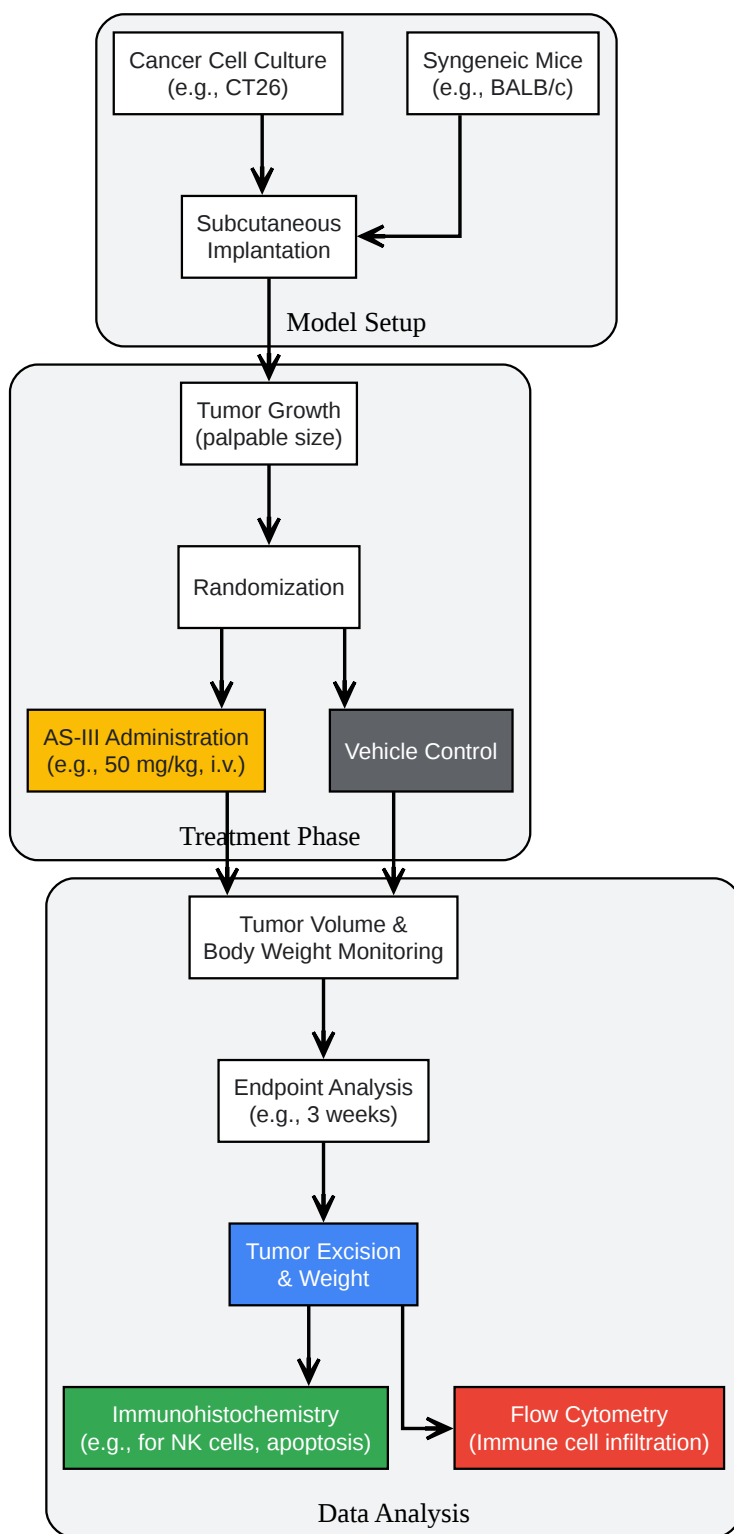 Cancer Cell Culture
(e.g., CT26)
Syngeneic Mice
(e.g., BALB/c)
Subcutaneous
Implantation
Model Setup
Tumor Growth
(palpable size)
Randomization
AS-III Administration
(e.g., 50 mg/kg, i.v.)
Vehicle Control
Treatment Phase
Tumor Volume &
Body Weight Monitoring
Endpoint Analysis
(e.g., 3 weeks)
Tumor Excision
& Weight
Immunohistochemistry
(e.g., for NK cells, apoptosis)
Flow Cytometry
(Immune cell infiltration)
Data Analysis